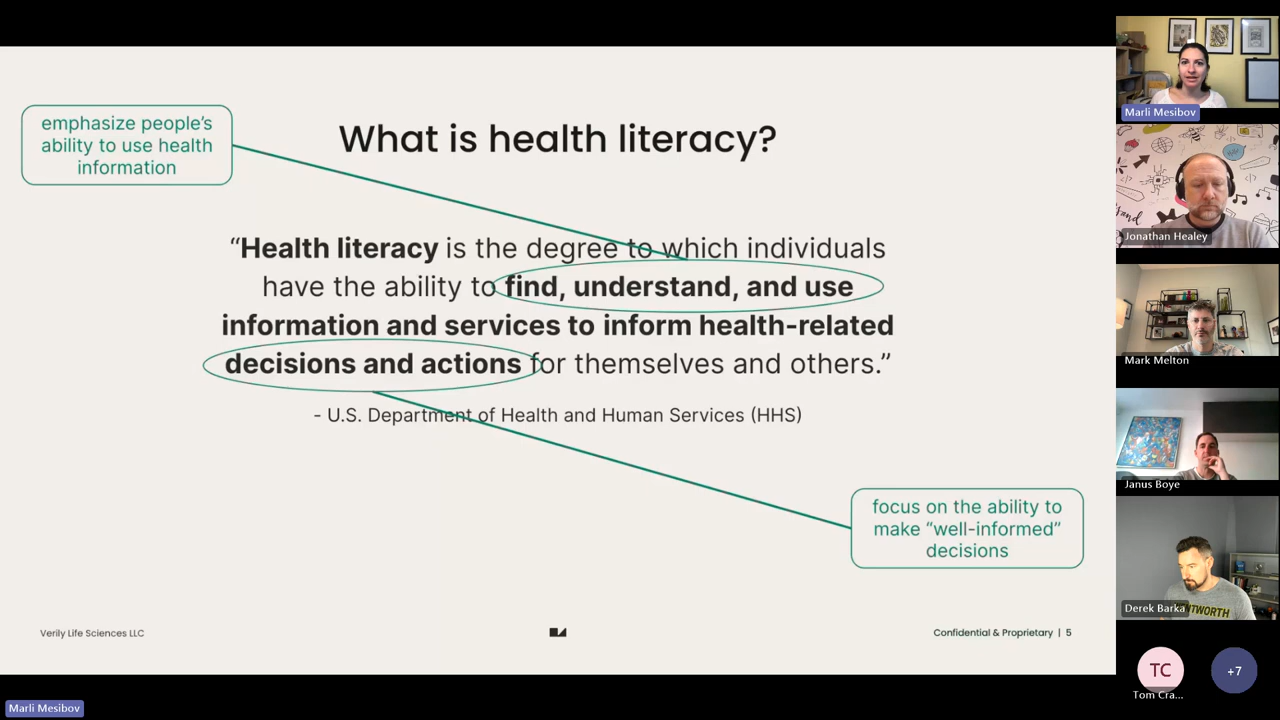 emphasize people's
ability to use health
information
What is health literacy?
“Health literacy is the degree to which individuals
have the ability to find, understand, and use
information and services to inform health-related
decisions and actions for themselves and others.”
- U.S. Department of Health and Human Services (HHS)
focus on the ability to
make “well-informed”
decisions
Verily Life Sciences LLC
Confidential & Proprietary | 5
Marli Mesibov
Marli Mesibov
Jonathan Healey
Mark Melton
Janus Boye
Derek Barka
NTWORTH
TC
Tom Cra...
+7